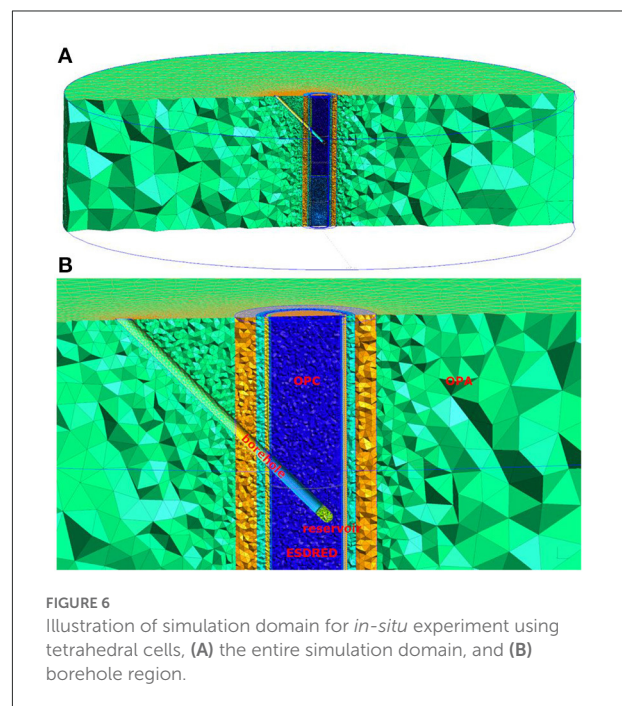 A
B
OPC
OPA
borehole
reservoir
ESDRED
FIGURE 6
Illustration of simulation domain for in-situ experiment using
tetrahedral cells, (A) the entire simulation domain, and (B)
borehole region.